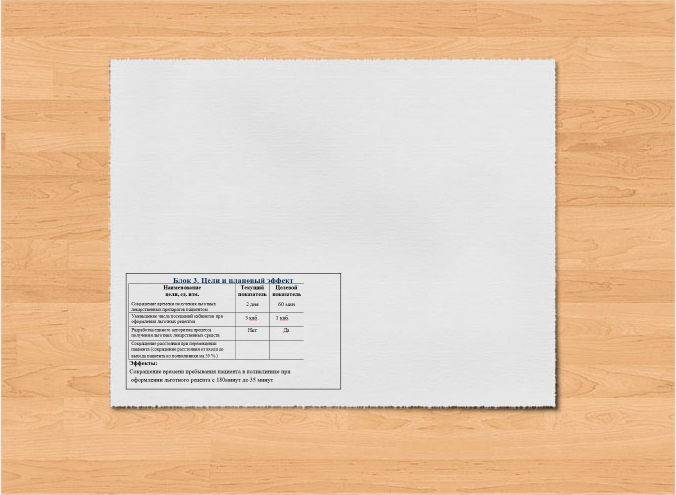 Блок 3. Цели и плановый эффект
Наименование цели, ед. изм. Текущий показатель Целевой показатель
Сокращение времени получения льготных лекарственных препаратов пациентом 2 дня 60 мин
Уменьшение числа посещений кабинетов при оформлении льготных рецептов 3 каб. 1 каб.
Разработка единого алгоритма процесса получения льготных лекарственных средств Нет Да
Сокращение расстояния при перемещении
пациента (сокращение расстояния от входа до
выхода пациента из поликлиники на 50 %)
Эффекты:
Сокращение времени пребывания пациента в поликлинике при
оформлении льготного рецепта с 180минут до 35 минут